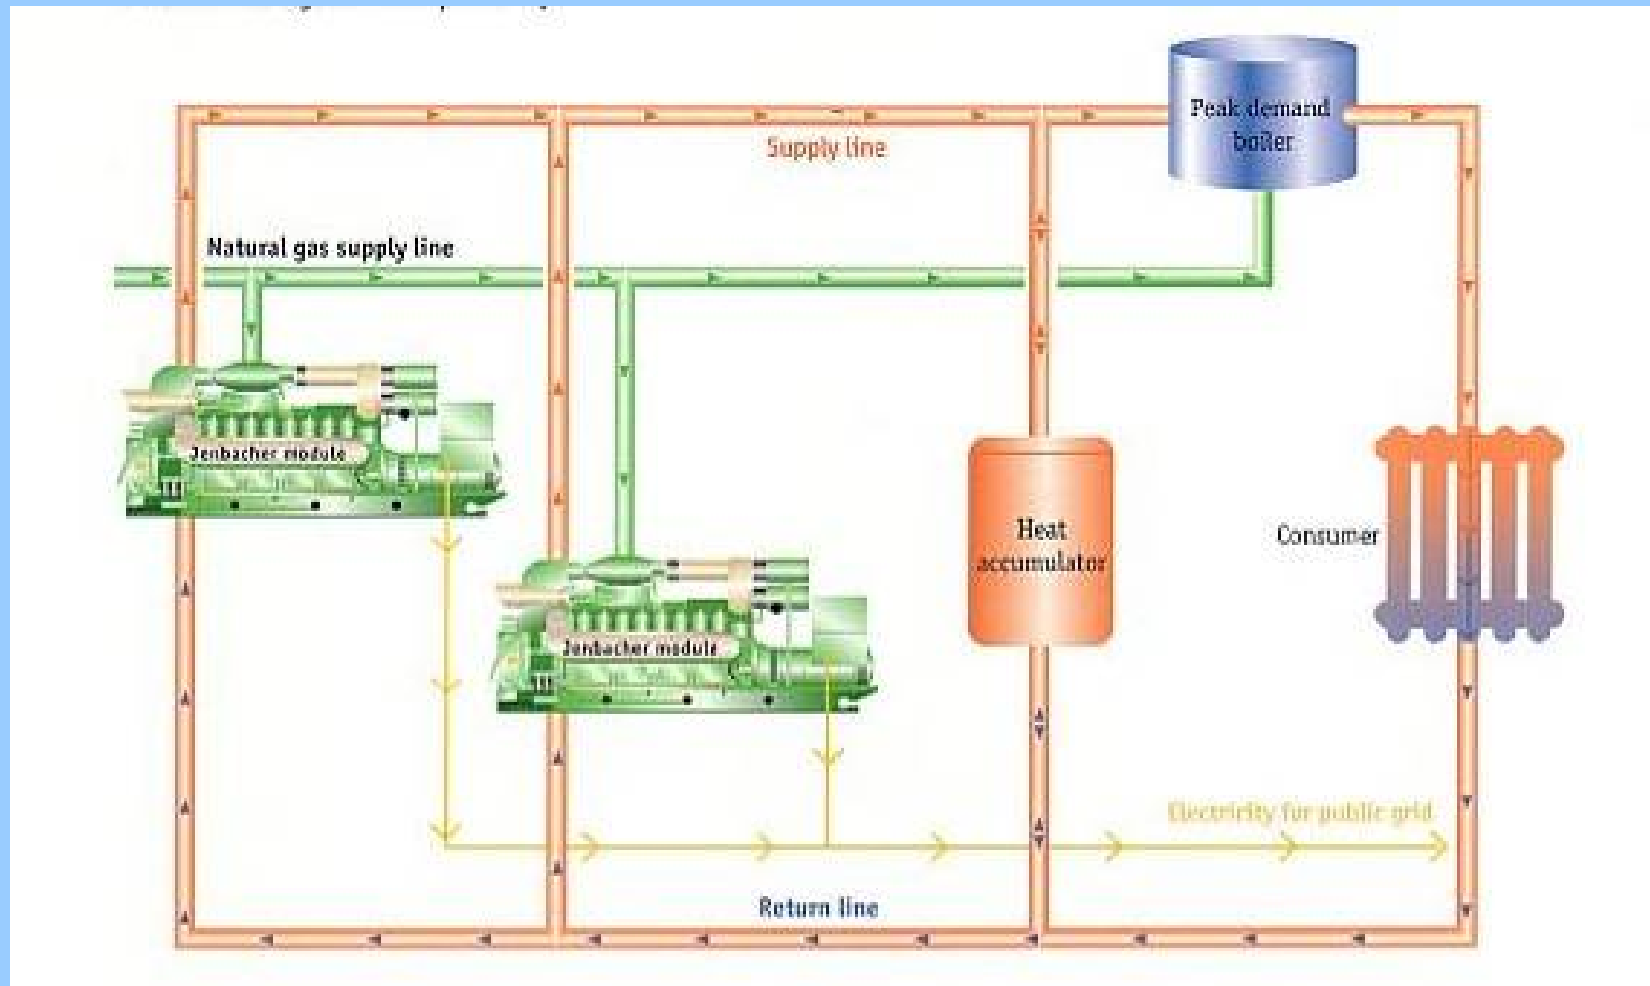 Peak demand
boiler
Supply line
Natural gas supply line
Jenbacher module
Heat
accumulator
Consumer
Jenbacher module
Electricity for public grid
Return line